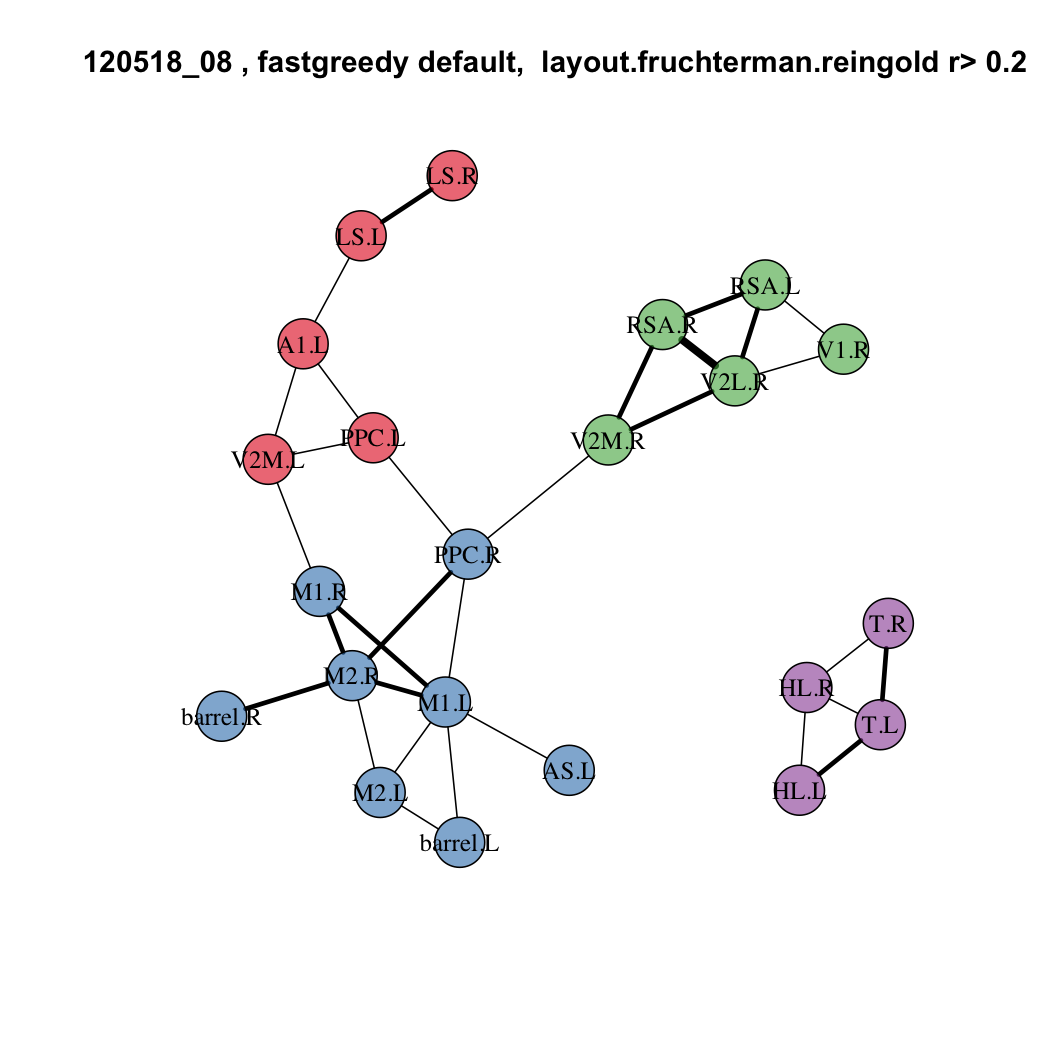 120518_08 , fastgreedy default,  layout.fruchterman.reingold r> 0.2
LS.R
LS.L
RSA.L
RSA.R
A1.L
V1.R
V2L.R
PPC.L
V2M.R
V2M.L
PPC.R
M1.R
T.R
M2.R
HL.R
M1.L
barrel.R
T.L
AS.L
HL.L
M2.L
barrel.L